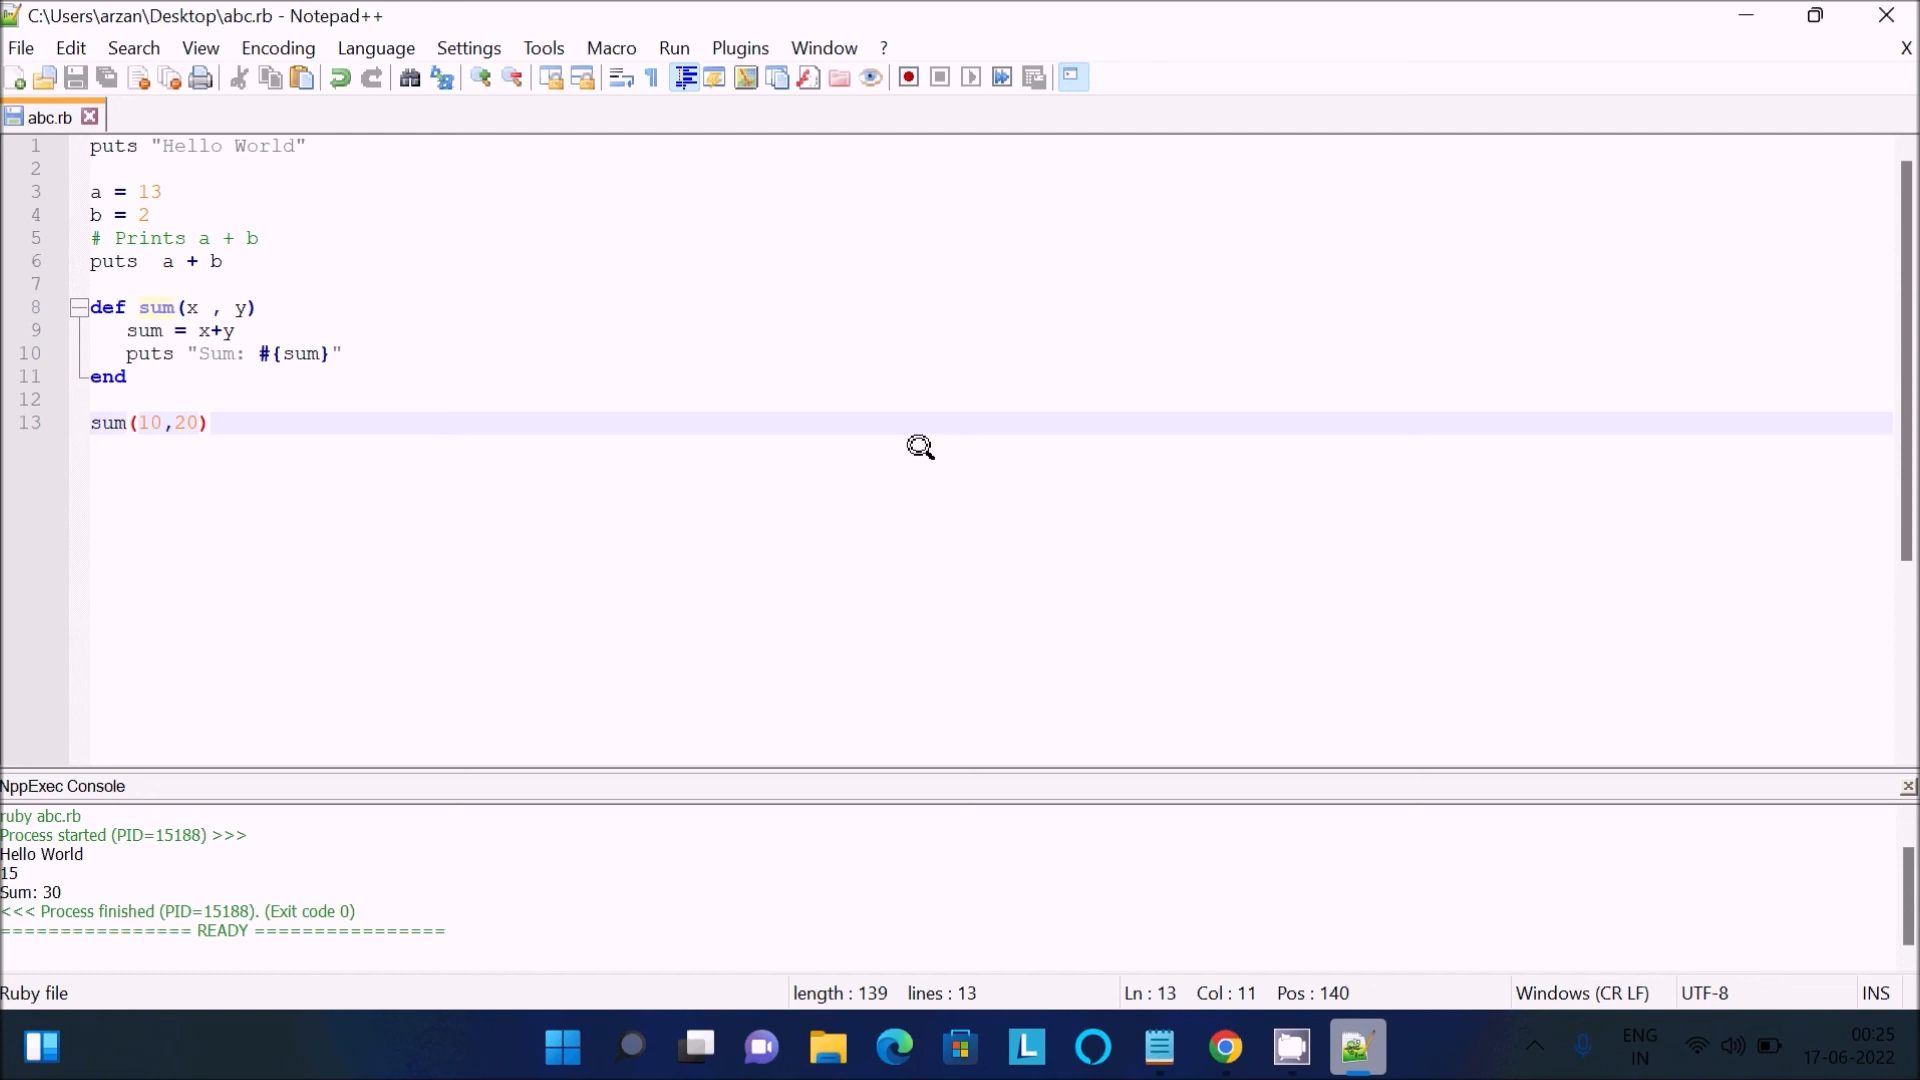 C:\Users\arzan\Desktop\abc.rb - Notepad++
File Edit Search View Encoding Language Settings Tools Macro Run Plugins Window ? X
abc.rb
1 puts "Hello World"
2
3 a = 13
4 b = 2
5 # Prints a + b
6 puts  a + b
7
8 def sum(x , y)
9 sum = x+y
10 puts "Sum: #{sum}"
11 end
12
13 sum(10,20)
NppExec Console
ruby abc.rb
Process started (PID=15188) >>>
Hello World
15
Sum: 30
<<< Process finished (PID=15188). (Exit code 0)
================ READY ================
Ruby file length : 139 lines : 13 Ln : 13 Col : 11 Pos : 140 Windows (CR LF) UTF-8 INS
L
ENG 00:25
IN 17-06-2022